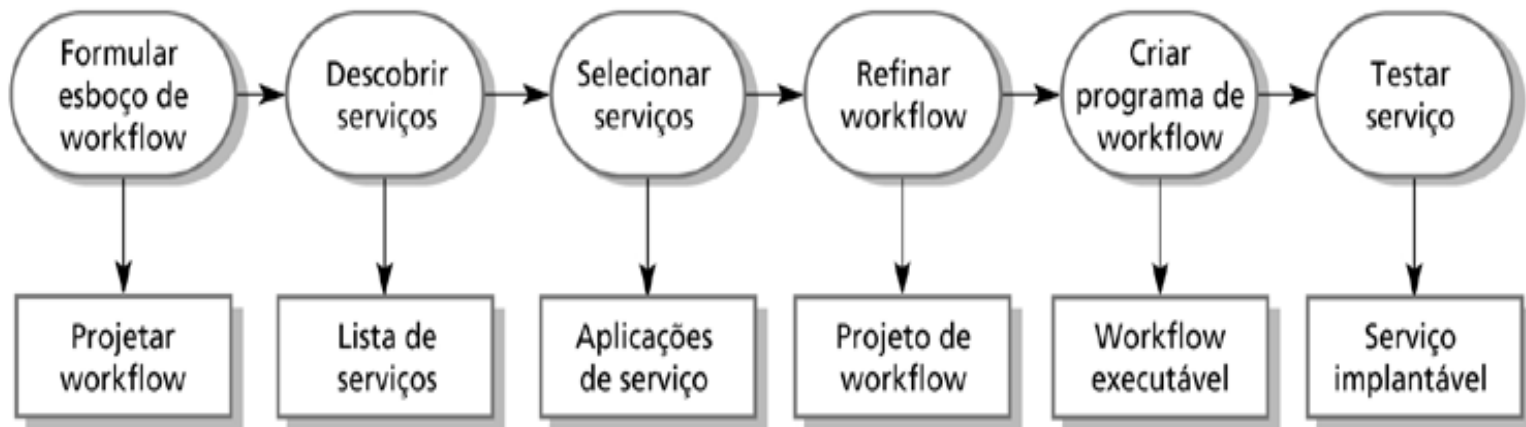 Formular
esboço de
workflow
Descobrir
serviços
Selecionar
serviços
Refinar
workflow
Criar
programa de
workflow
Testar
serviço
Projetar
workflow
Lista de
serviços
Aplicações
de serviço
Projeto de
workflow
Workflow
executável
Serviço
implantável